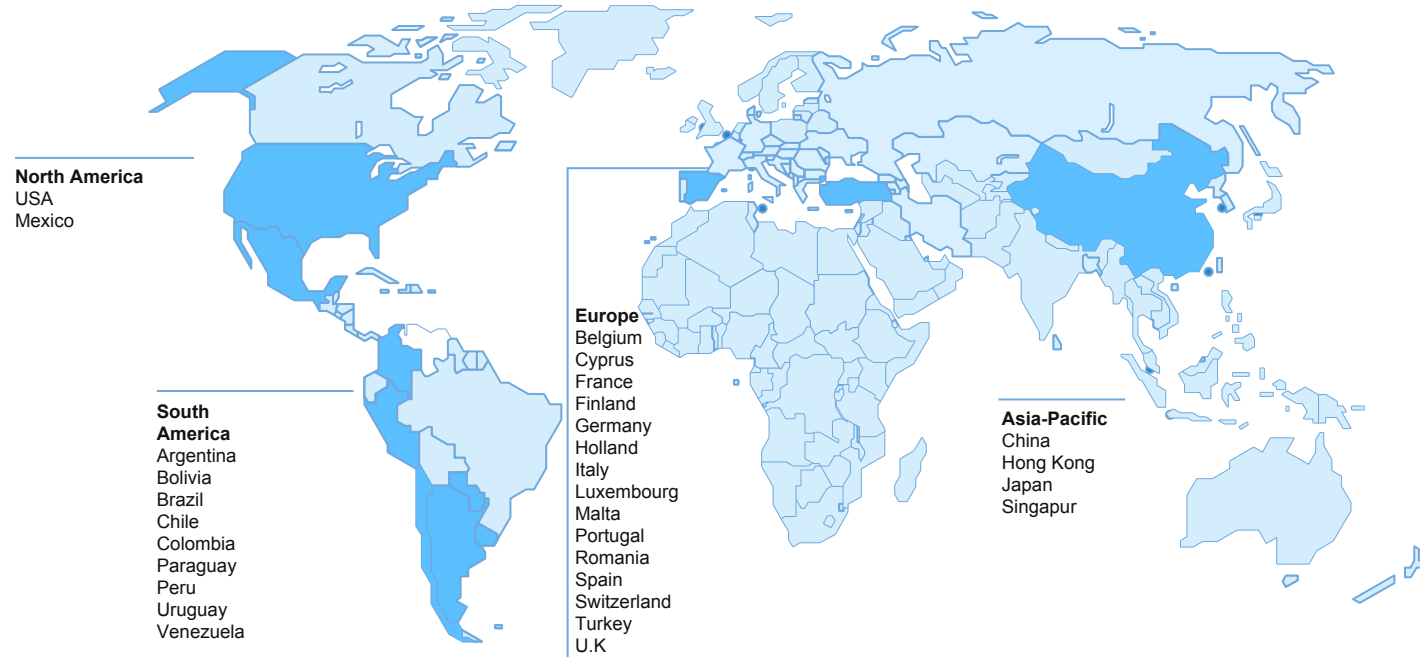 North America
USA
Mexico
South
America
Argentina
Bolivia
Brazil
Chile
Colombia
Paraguay
Peru
Uruguay
Venezuela
Europe
Belgium
Cyprus
France
Finland
Germany
Holland
Italy
Luxembourg
Malta
Portugal
Romania
Spain
Switzerland
Turkey
U.K
Asia-Pacific
China
Hong Kong
Japan
Singapur